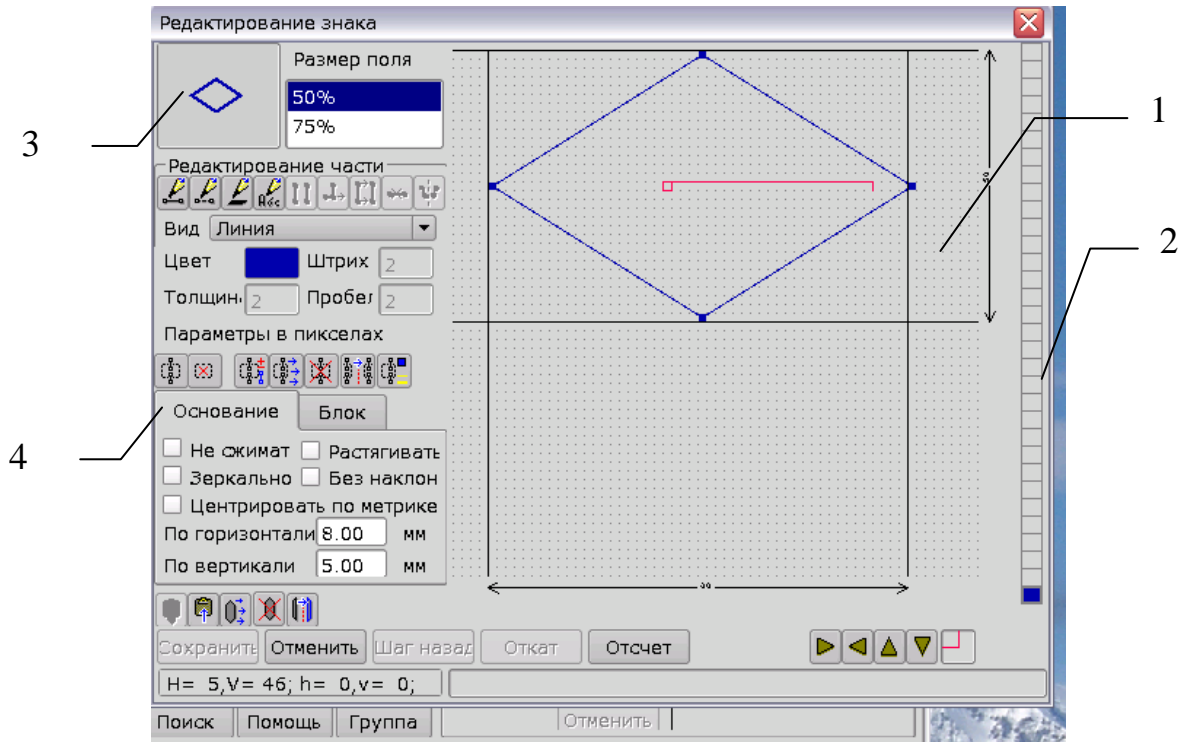 Редактирование знака
Размер поля
50%
75%
3
1
Редактирование части
Вид Линия
Цвет Штрих 2
Толщин 2 Пробел 2
Параметры в пикселах
2
Основание Блок
4
Не сжимат Растягивать
Зеркально Без наклон
Центрировать по метрике
По горизонтали 8.00 мм
По вертикали 5.00 мм
Сохранить Отменить Шаг назад Откат Отсчет
H= 5,V= 46; h= 0,v= 0;
Поиск Помощь Группа Отменить